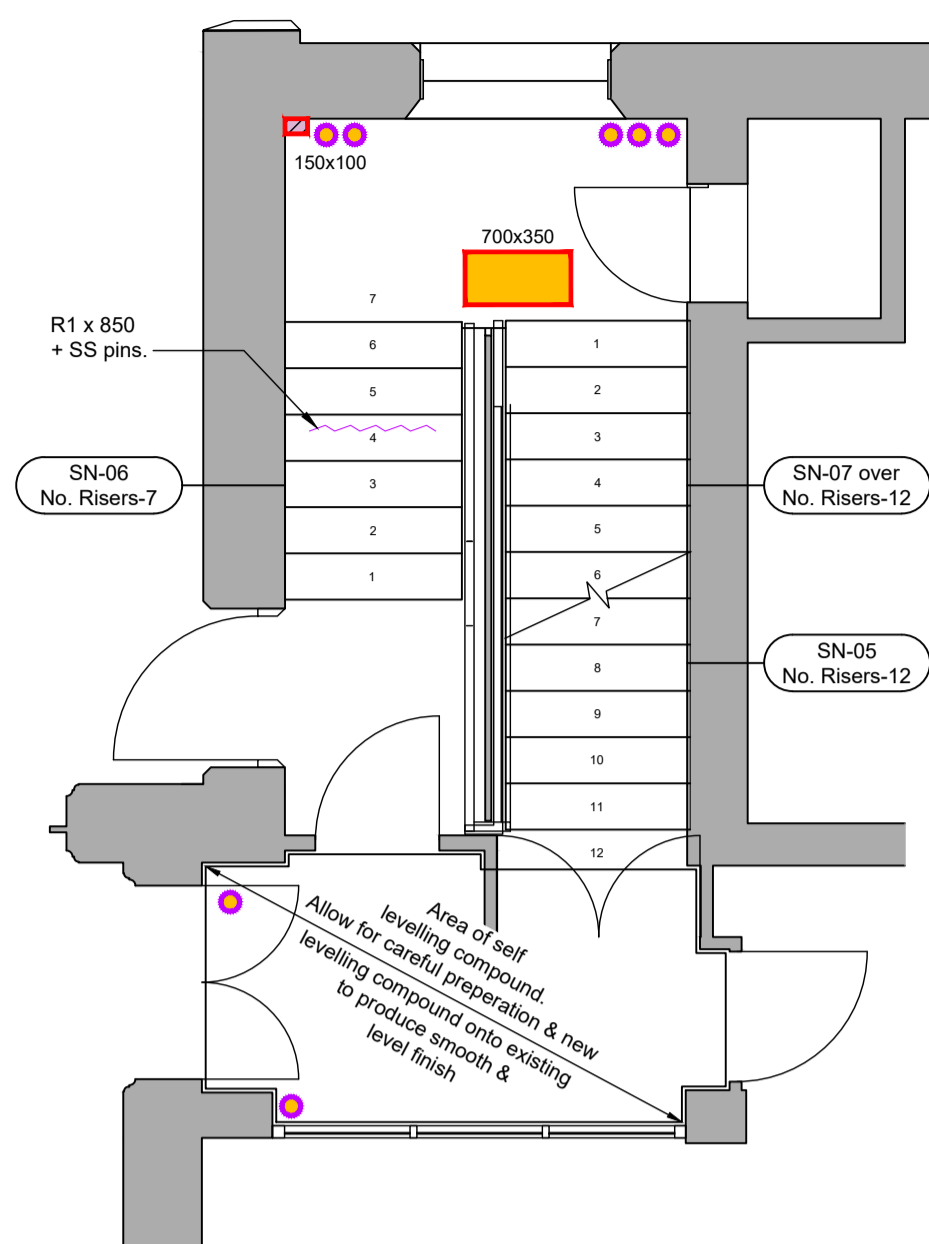 150x100
700x350
7
R1 x 850
+ SS pins.
6
5
4
3
2
1
SN-06
No. Risers-7
1
2
3
4
5
6
7
8
9
10
11
12
SN-07 over
No. Risers-12
SN-05
No. Risers-12
Area of self
levelling compound.
Allow for careful preperation & new
levelling compound onto existing
to produce smooth &
level finish